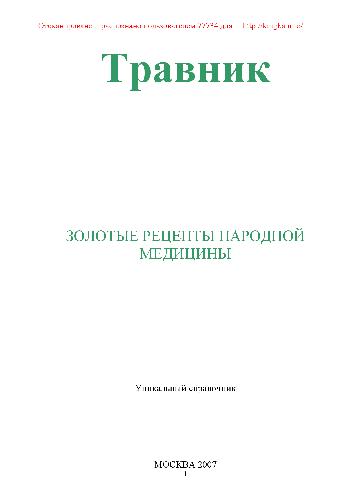 Травник
ЗОЛОТЫЕ РЕЦЕПТЫ НАРОДНОЙ
МЕДИЦИНЫ
Уникальный справочник
МОСКВА 2007
1